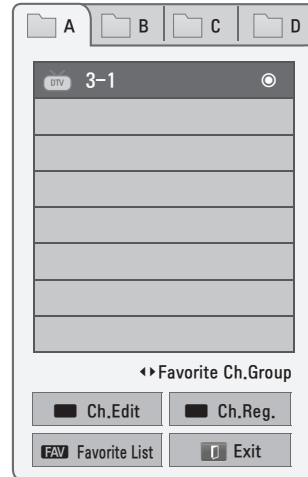 A B C D
DTV 3-1
Favorite Ch.Group
Ch.Edit Ch.Reg.
FAV Favorite List Exit